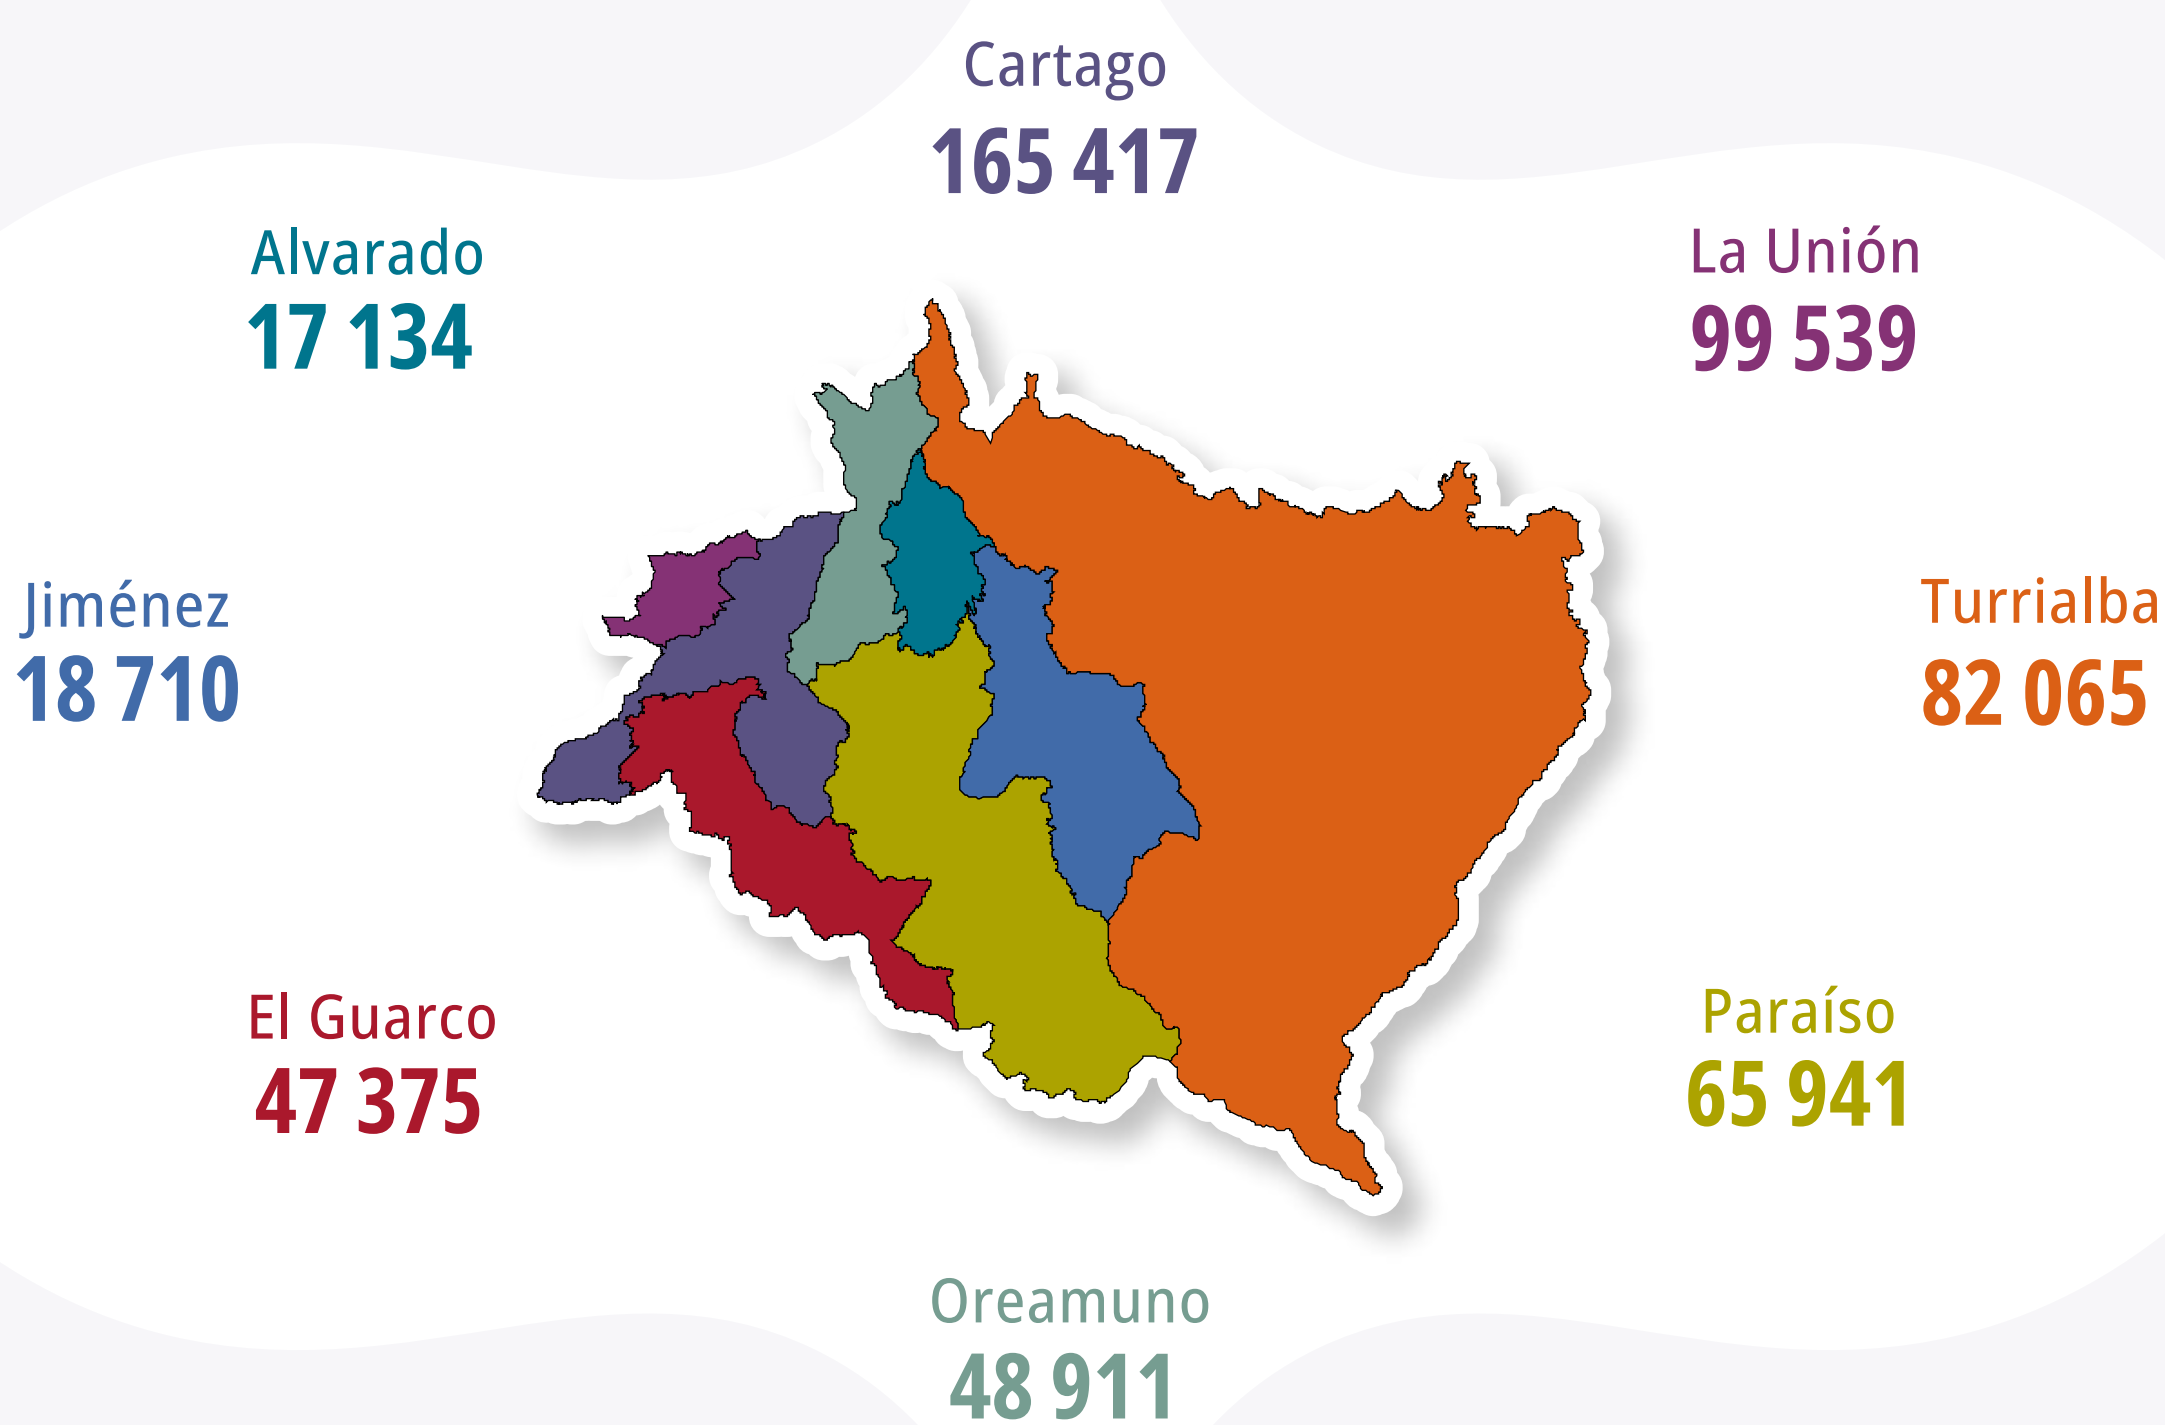 Cartago
165 417
Alvarado
17 134
La Unión
99 539
Jiménez
18 710
Turrialba
82 065
El Guarco
47 375
Paraíso
65 941
Oreamuno
48 911